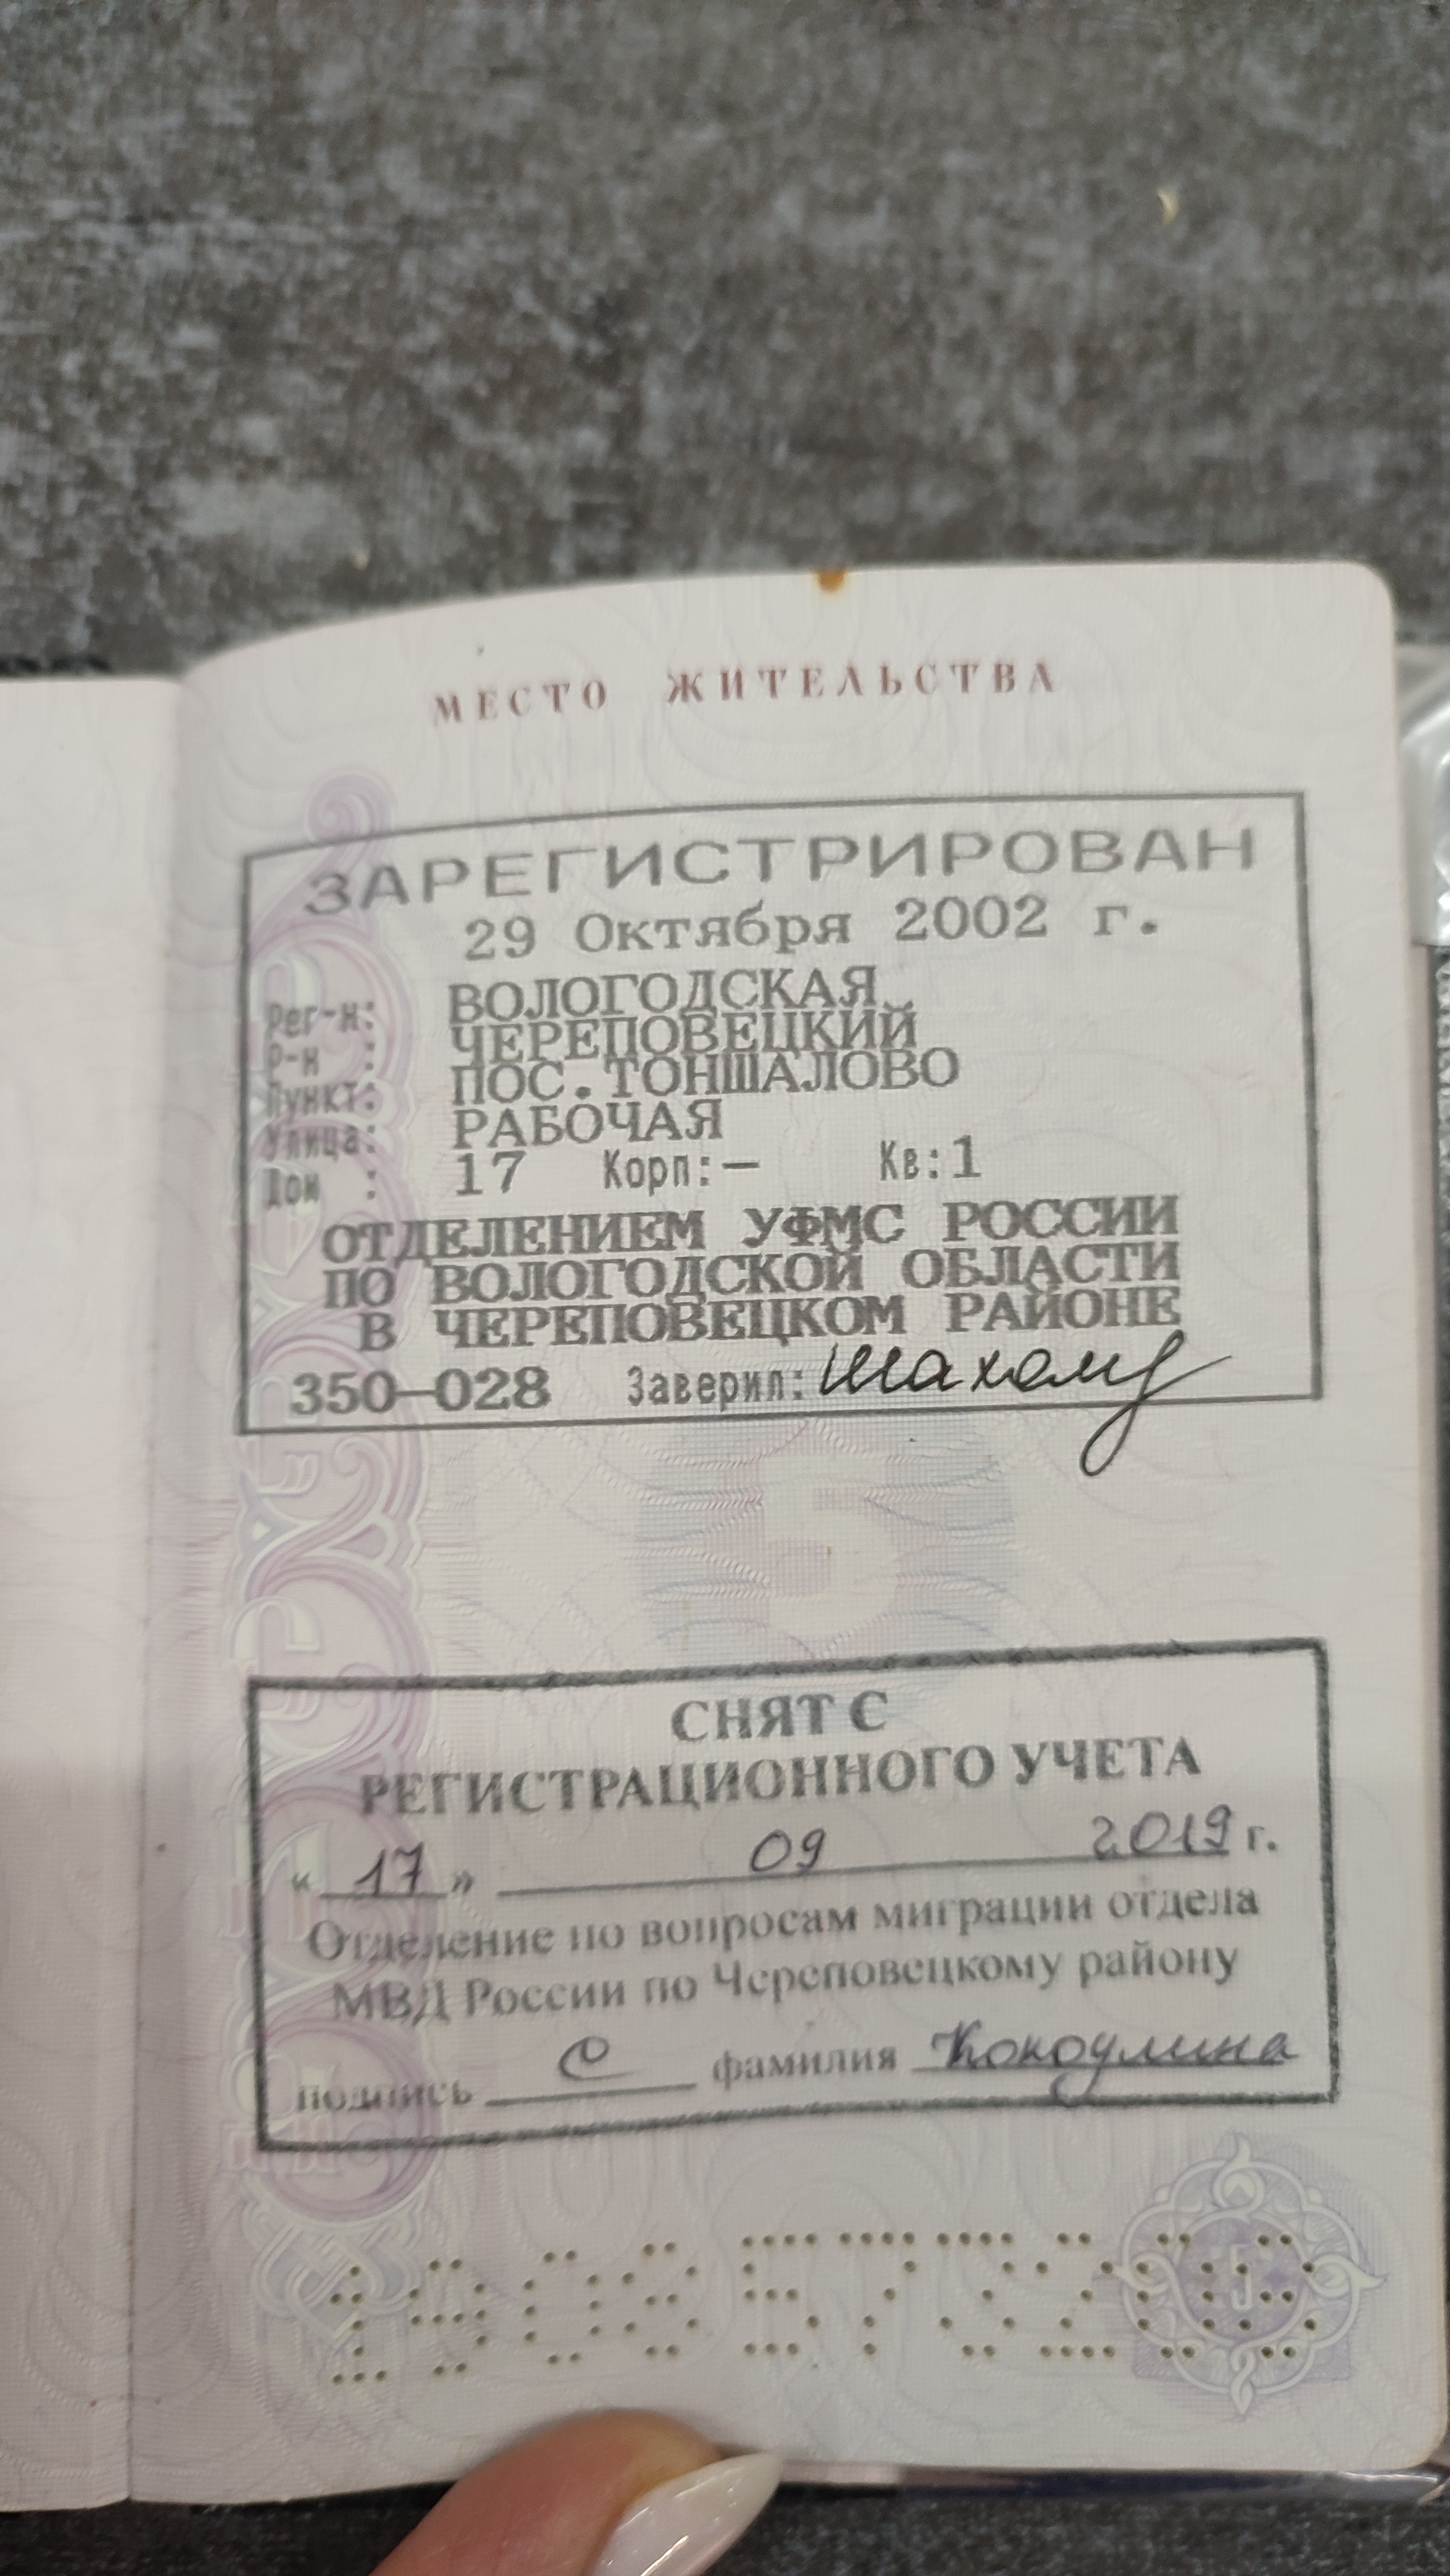 МЕСТО ЖИТЕЛЬСТВА
ЗАРЕГИСТРИРОВАН
29 Октября 2002 г.
Рег-н: ВОЛОГОДСКАЯ
Р-н : ЧЕРЕПОВЕЦКИЙ
Пункт: ПОС.ТОНШАЛОВО
Улица: РАБОЧАЯ
Дом : 17 Корп:— Кв:1
ОТДЕЛЕНИЕМ УФМС РОССИИ
ПО ВОЛОГОДСКОЙ ОБЛАСТИ
В ЧЕРЕПОВЕЦКОМ РАЙОНЕ
350-028 Заверил:
5
СНЯТ С
РЕГИСТРАЦИОННОГО УЧЕТА
« 17 » 09 2019 г.
Отделение по вопросам миграции отдела
МВД России по Череповецкому району
подпись С фамилия Кокоулина
5